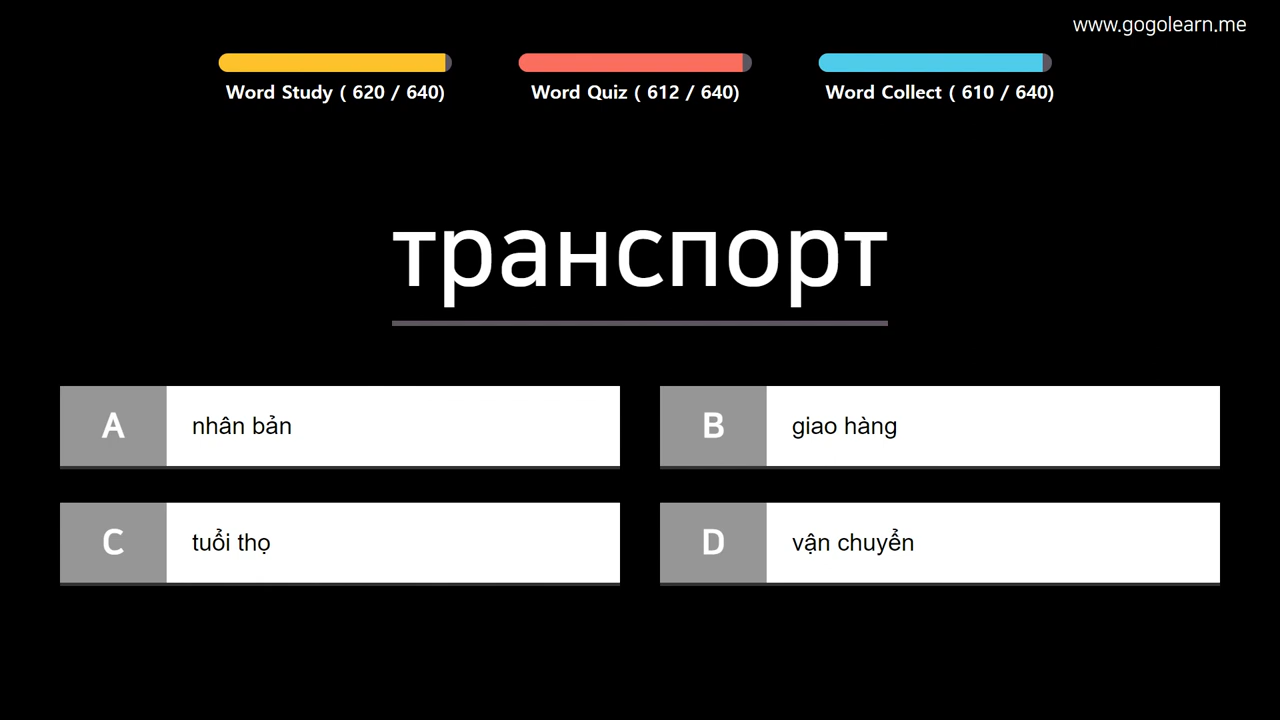 www.gogolearn.me
Word Study ( 620 / 640)
Word Quiz ( 612 / 640)
Word Collect ( 610 / 640)
транспорт
A nhân bản
B giao hàng
C tuổi thọ
D vận chuyển